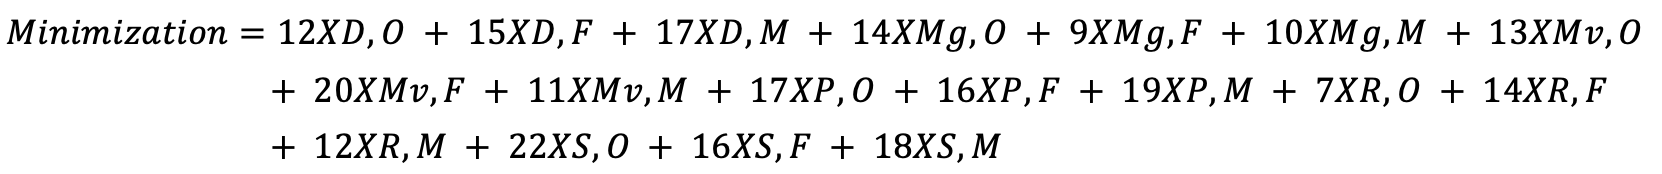 Minimization = 12XD,O + 15XD,F + 17XD,M + 14XMg,O + 9XMg,F + 10XMg,M + 13XMv,O
+ 20XMv,F + 11XMv,M + 17XP,O + 16XP,F + 19XP,M + 7XR,O + 14XR,F
+ 12XR,M + 22XS,O + 16XS,F + 18XS,M